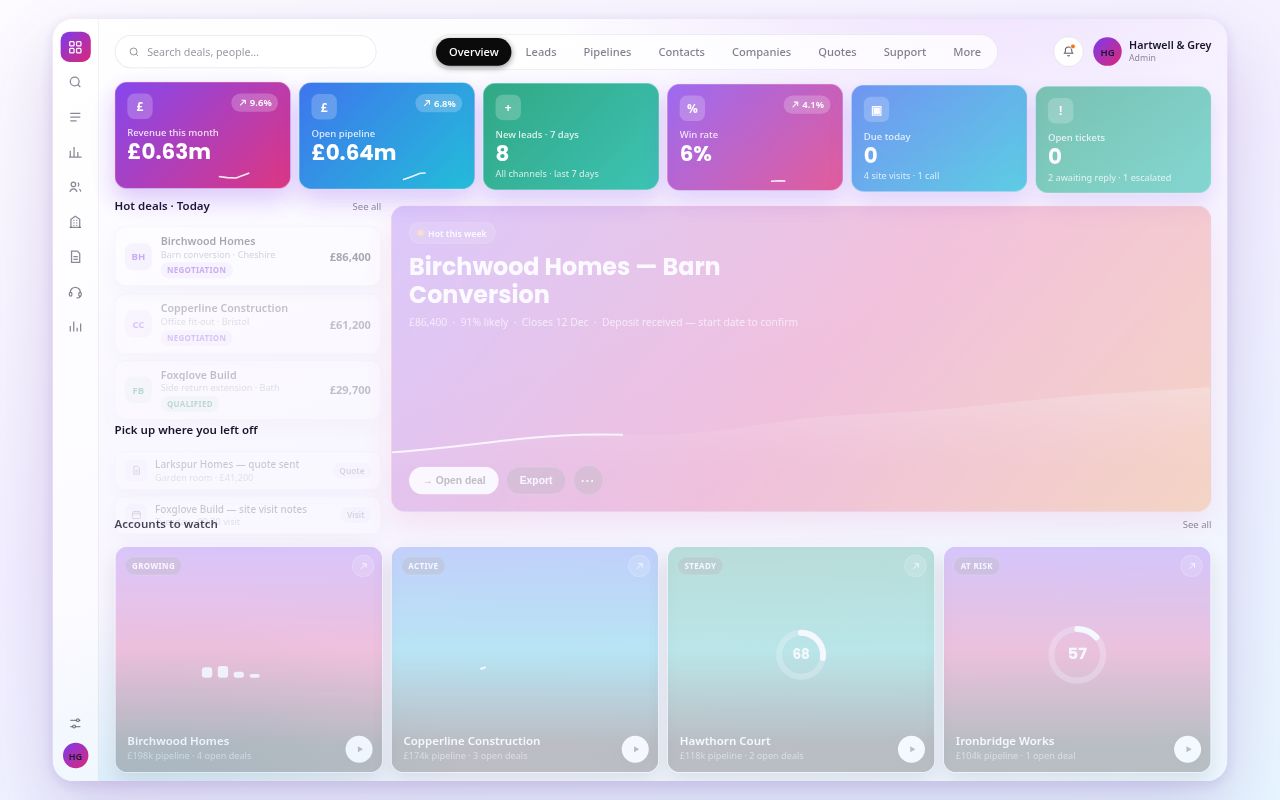 Search deals, people...
Overview
Leads
Pipelines
Contacts
Companies
Quotes
Support
More
HG
Hartwell & Grey
Admin
£
9.6%
Revenue this month
£0.63m
£
6.8%
Open pipeline
£0.64m
+
New leads · 7 days
8
All channels · last 7 days
%
4.1%
Win rate
6%
Due today
0
4 site visits · 1 call
!
Open tickets
0
2 awaiting reply · 1 escalated
Hot deals · Today
See all
BH
Birchwood Homes
Barn conversion · Cheshire
NEGOTIATION
£86,400
CC
Copperline Construction
Office fit-out · Bristol
NEGOTIATION
£61,200
FB
Foxglove Build
Side return extension · Bath
QUALIFIED
£29,700
Hot this week
Birchwood Homes — Barn
Conversion
£86,400 · 91% likely · Closes 12 Dec · Deposit received — start date to confirm
→ Open deal
Export
···
Pick up where you left off
Larkspur Homes — quote sent
Garden room · £41,200
Quote
Foxglove Build — site visit notes
visit
Visit
Accounts to watch
See all
GROWING
Birchwood Homes
£198k pipeline · 4 open deals
ACTIVE
Copperline Construction
£174k pipeline · 3 open deals
STEADY
68
Hawthorn Court
£118k pipeline · 2 open deals
AT RISK
57
Ironbridge Works
£104k pipeline · 1 open deal
HG